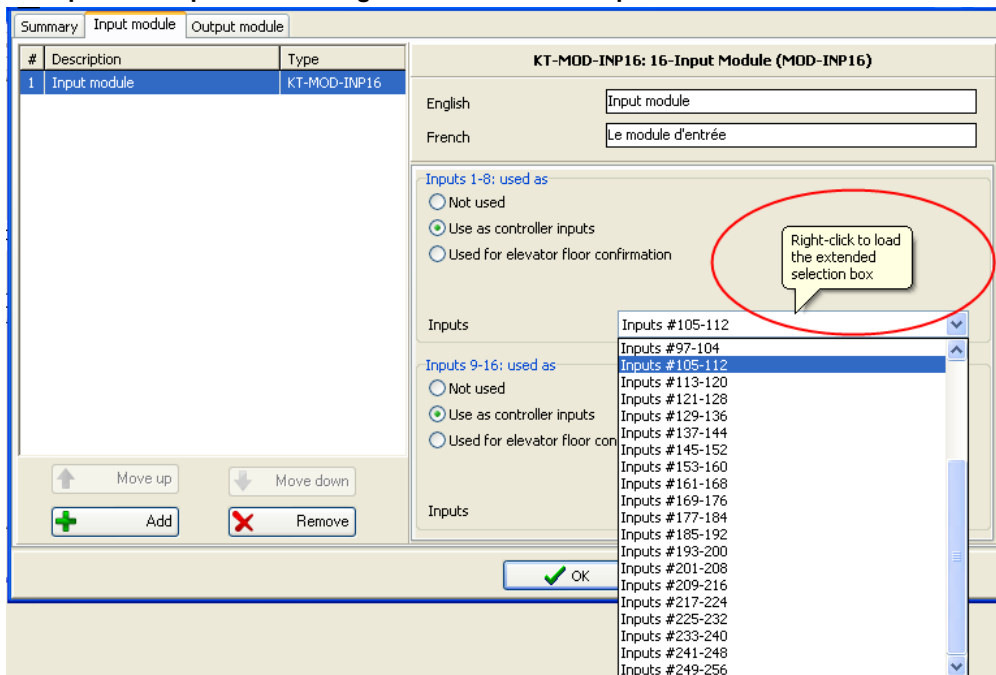 Summary Input module Output module
# Description Type
1 Input module KT-MOD-INP16
KT-MOD-INP16: 16-Input Module (MOD-INP16)
English Input module
French Le module d'entrée
Inputs 1-8: used as
Not used
Use as controller inputs
Used for elevator floor confirmation
Right-click to load
the extended
selection box
Inputs Inputs #105-112
Inputs #97-104
Inputs #105-112
Inputs #113-120
Inputs #121-128
Inputs #129-136
Inputs #137-144
Inputs #145-152
Inputs #153-160
Inputs #161-168
Inputs #169-176
Inputs #177-184
Inputs #185-192
Inputs #193-200
Inputs #201-208
Inputs #209-216
Inputs #217-224
Inputs #225-232
Inputs #233-240
Inputs #241-248
Inputs #249-256
Inputs 9-16: used as
Not used
Use as controller inputs
Used for elevator floor con
Inputs
Move up Move down
Add Remove
OK